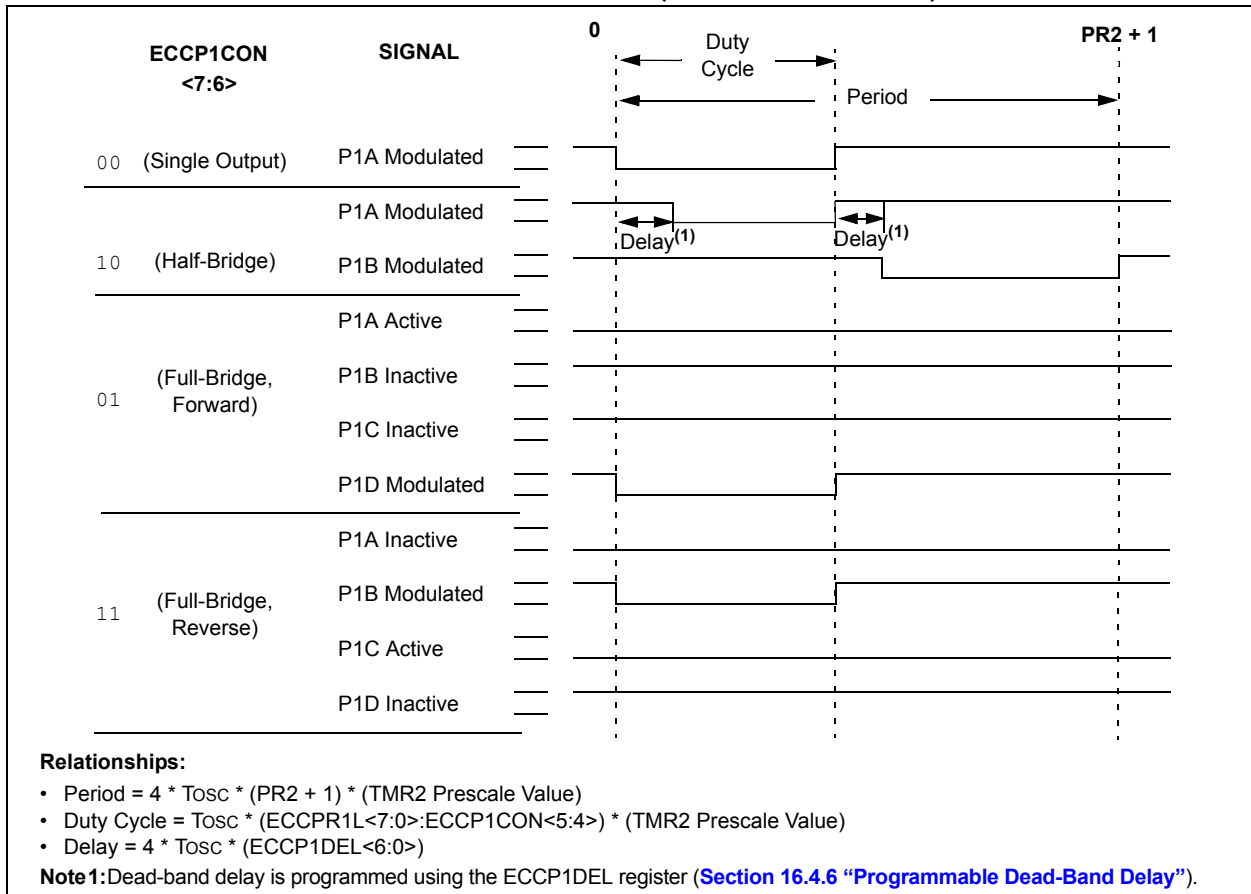 ECCP1CON
<7:6>
SIGNAL
0
Duty
Cycle
PR2 + 1
Period
00 (Single Output) P1A Modulated
P1A Modulated
Delay(1)
Delay(1)
10 (Half-Bridge) P1B Modulated
P1A Active
P1B Inactive
01 (Full-Bridge,
Forward)
P1C Inactive
P1D Modulated
P1A Inactive
P1B Modulated
11 (Full-Bridge,
Reverse)
P1C Active
P1D Inactive
Relationships:
• Period = 4 * TOSC * (PR2 + 1) * (TMR2 Prescale Value)
• Duty Cycle = TOSC * (ECCPR1L<7:0>:ECCP1CON<5:4>) * (TMR2 Prescale Value)
• Delay = 4 * TOSC * (ECCP1DEL<6:0>)
Note1:Dead-band delay is programmed using the ECCP1DEL register (Section 16.4.6 “Programmable Dead-Band Delay”).